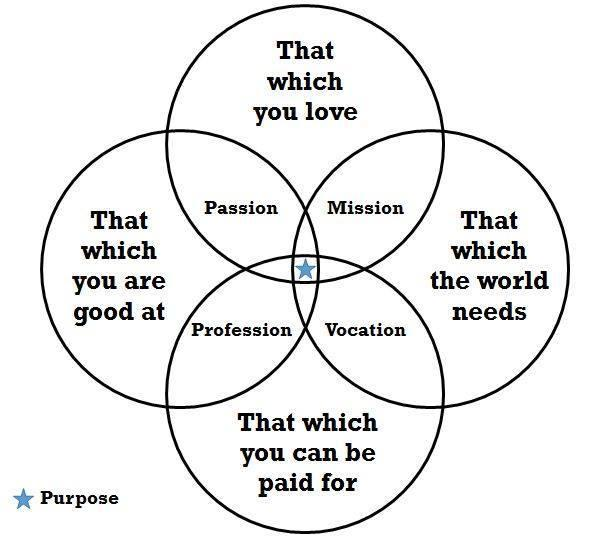 That
which
you love
Passion
Mission
That
which
you are
good at
That
which
the world
needs
Profession
Vocation
That which
you can be
paid for
Purpose